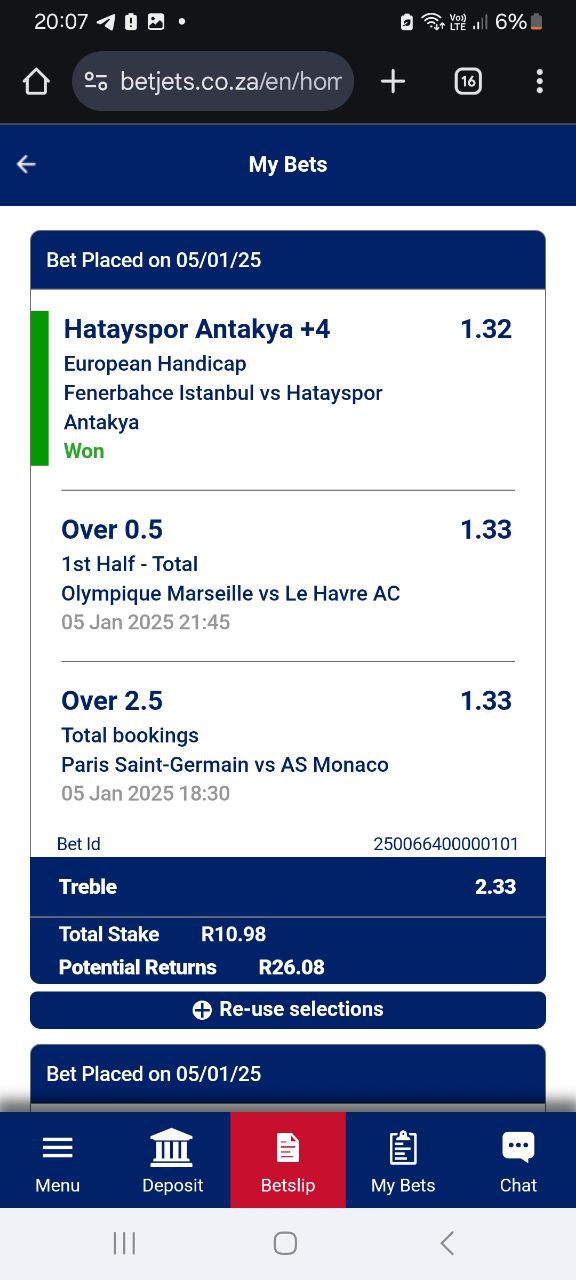 20:07 Vo)) LTE 6%
betjets.co.za/en/hom 16
My Bets
Bet Placed on 05/01/25
Hatayspor Antakya +4 1.32
European Handicap
Fenerbahce Istanbul vs Hatayspor
Antakya
Won
Over 0.5 1.33
1st Half - Total
Olympique Marseille vs Le Havre AC
05 Jan 2025 21:45
Over 2.5 1.33
Total bookings
Paris Saint-Germain vs AS Monaco
05 Jan 2025 18:30
Bet Id 250066400000101
Treble 2.33
Total Stake R10.98
Potential Returns R26.08
Re-use selections
Bet Placed on 05/01/25
Menu Deposit Betslip My Bets Chat